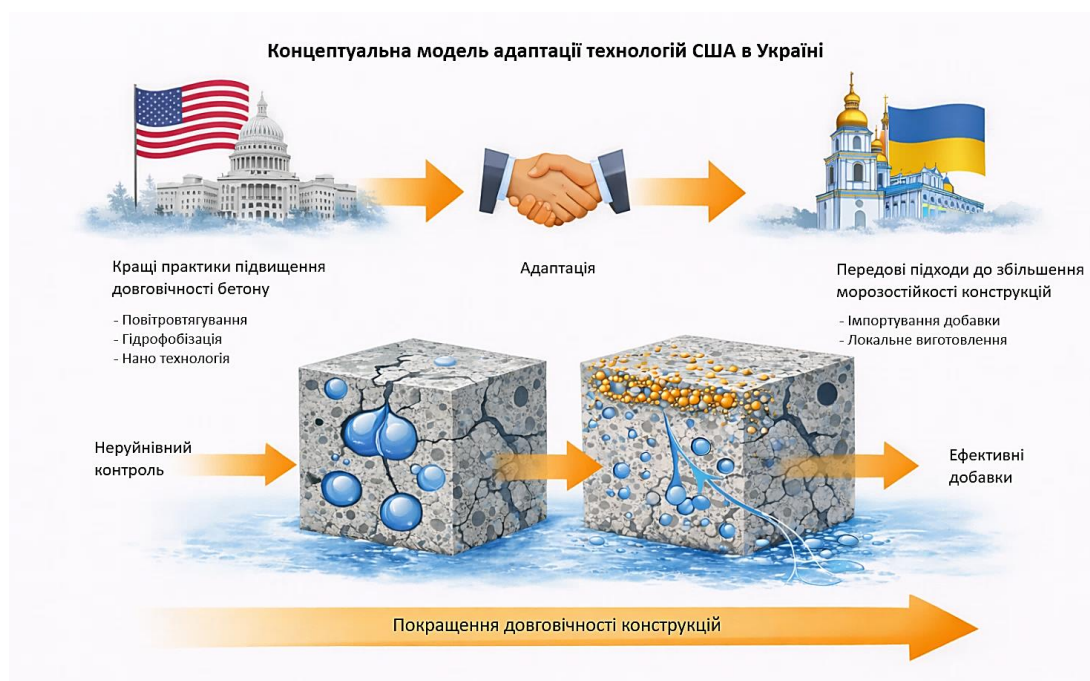 Концептуальна модель адаптації технологій США в Україні
Кращі практики підвищення
довговічності бетону
- Повітровтягування
- Гідрофобізація
- Нано технологія
Адаптація
Передові підходи до збільшення
морозостійкості конструкцій
- Імпортування добавки
- Локальне виготовлення
Неруйнівний
контроль
Ефективні
добавки
Покращення довговічності конструкцій